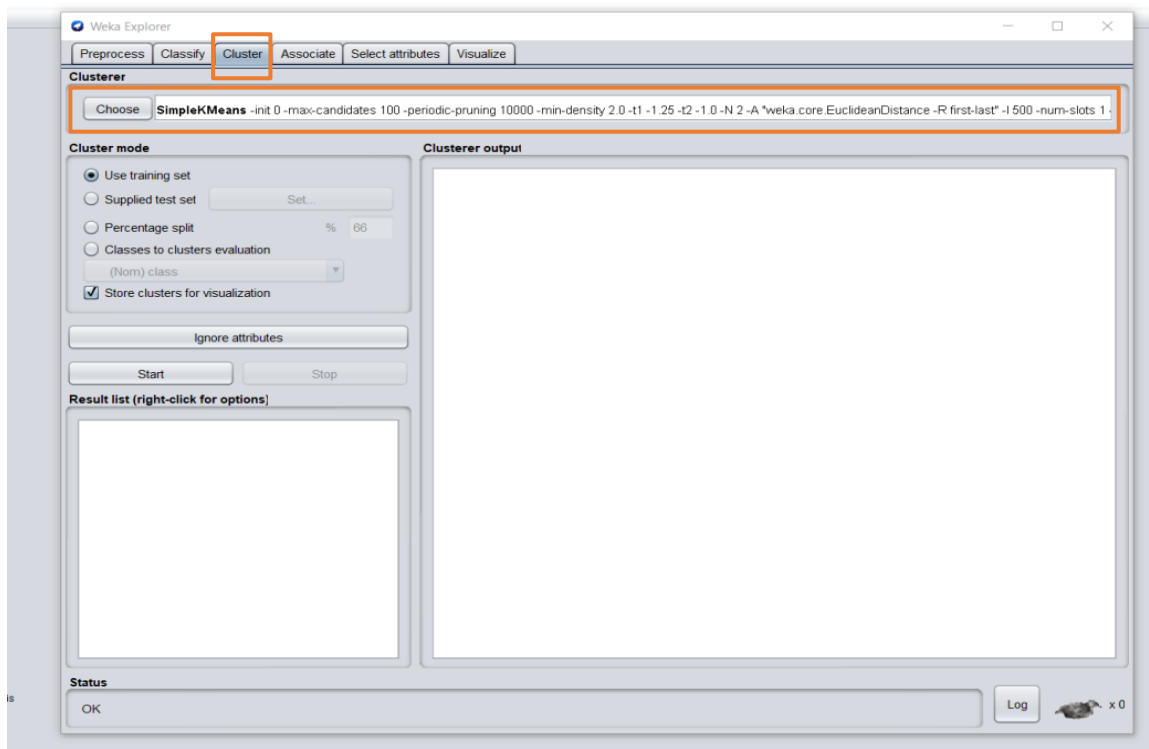 Weka Explorer
Preprocess Classify Cluster Associate Select attributes Visualize
Clusterer
Choose SimpleKMeans -init 0 -max-candidates 100 -periodic-pruning 10000 -min-density 2.0 -t1 -1.25 -t2 -1.0 -N 2 -A "weka.core.EuclideanDistance -R first-last" -I 500 -num-slots 1 -
Cluster mode
Use training set
Supplied test set Set...
Percentage split % 66
Classes to clusters evaluation
(Nom) class
Store clusters for visualization
Ignore attributes
Start Stop
Result list (right-click for options)
Clusterer output
Status
OK
Log x 0
is